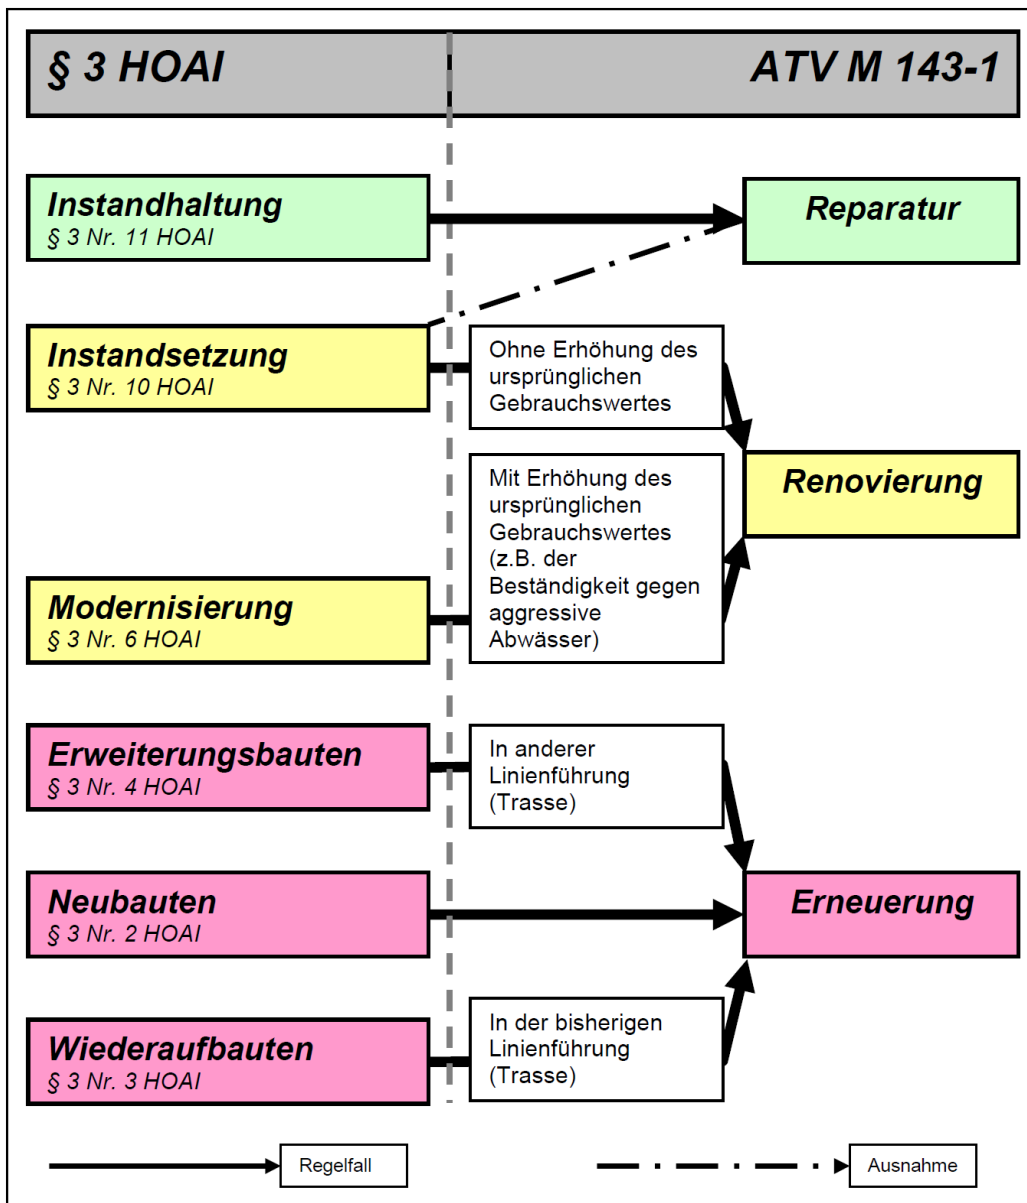 § 3 HOAI
ATV M 143-1
Instandhaltung
§ 3 Nr. 11 HOAI
Reparatur
Instandsetzung
§ 3 Nr. 10 HOAI
Ohne Erhöhung des
ursprünglichen
Gebrauchswertes
Mit Erhöhung des
ursprünglichen
Gebrauchswertes
(z.B. der
Beständigkeit gegen
aggressive
Abwässer)
Renovierung
Modernisierung
§ 3 Nr. 6 HOAI
Erweiterungsbauten
§ 3 Nr. 4 HOAI
In anderer
Linienführung
(Trasse)
Neubauten
§ 3 Nr. 2 HOAI
Erneuerung
Wiederaufbauten
§ 3 Nr. 3 HOAI
In der bisherigen
Linienführung
(Trasse)
Regelfall
Ausnahme